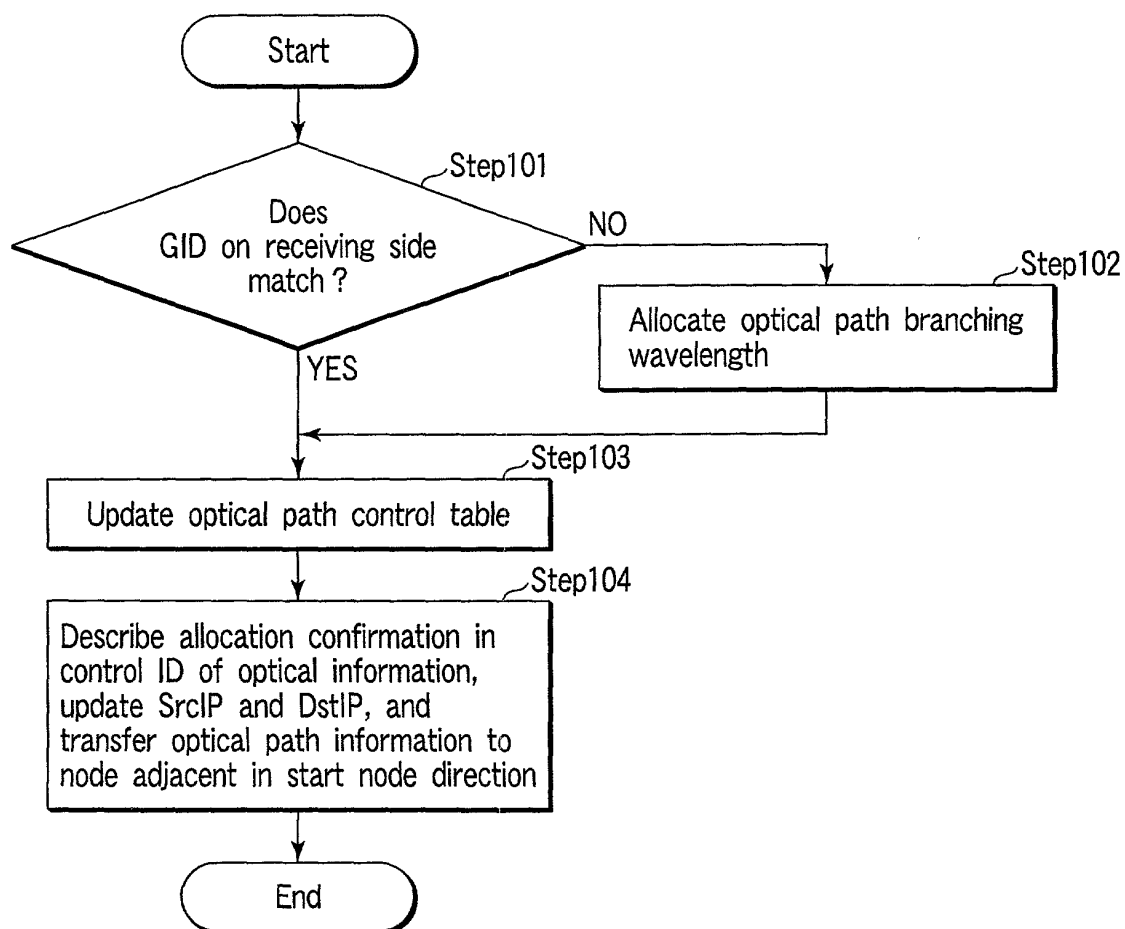 Start
Step101
Does
GID on receiving side
match?
NO
Step102
Allocate optical path branching
wavelength
YES
Step103
Update optical path control table
Step104
Describe allocation confirmation in
control ID of optical information,
update SrcIP and DstIP, and
transfer optical path information to
node adjacent in start node direction
End